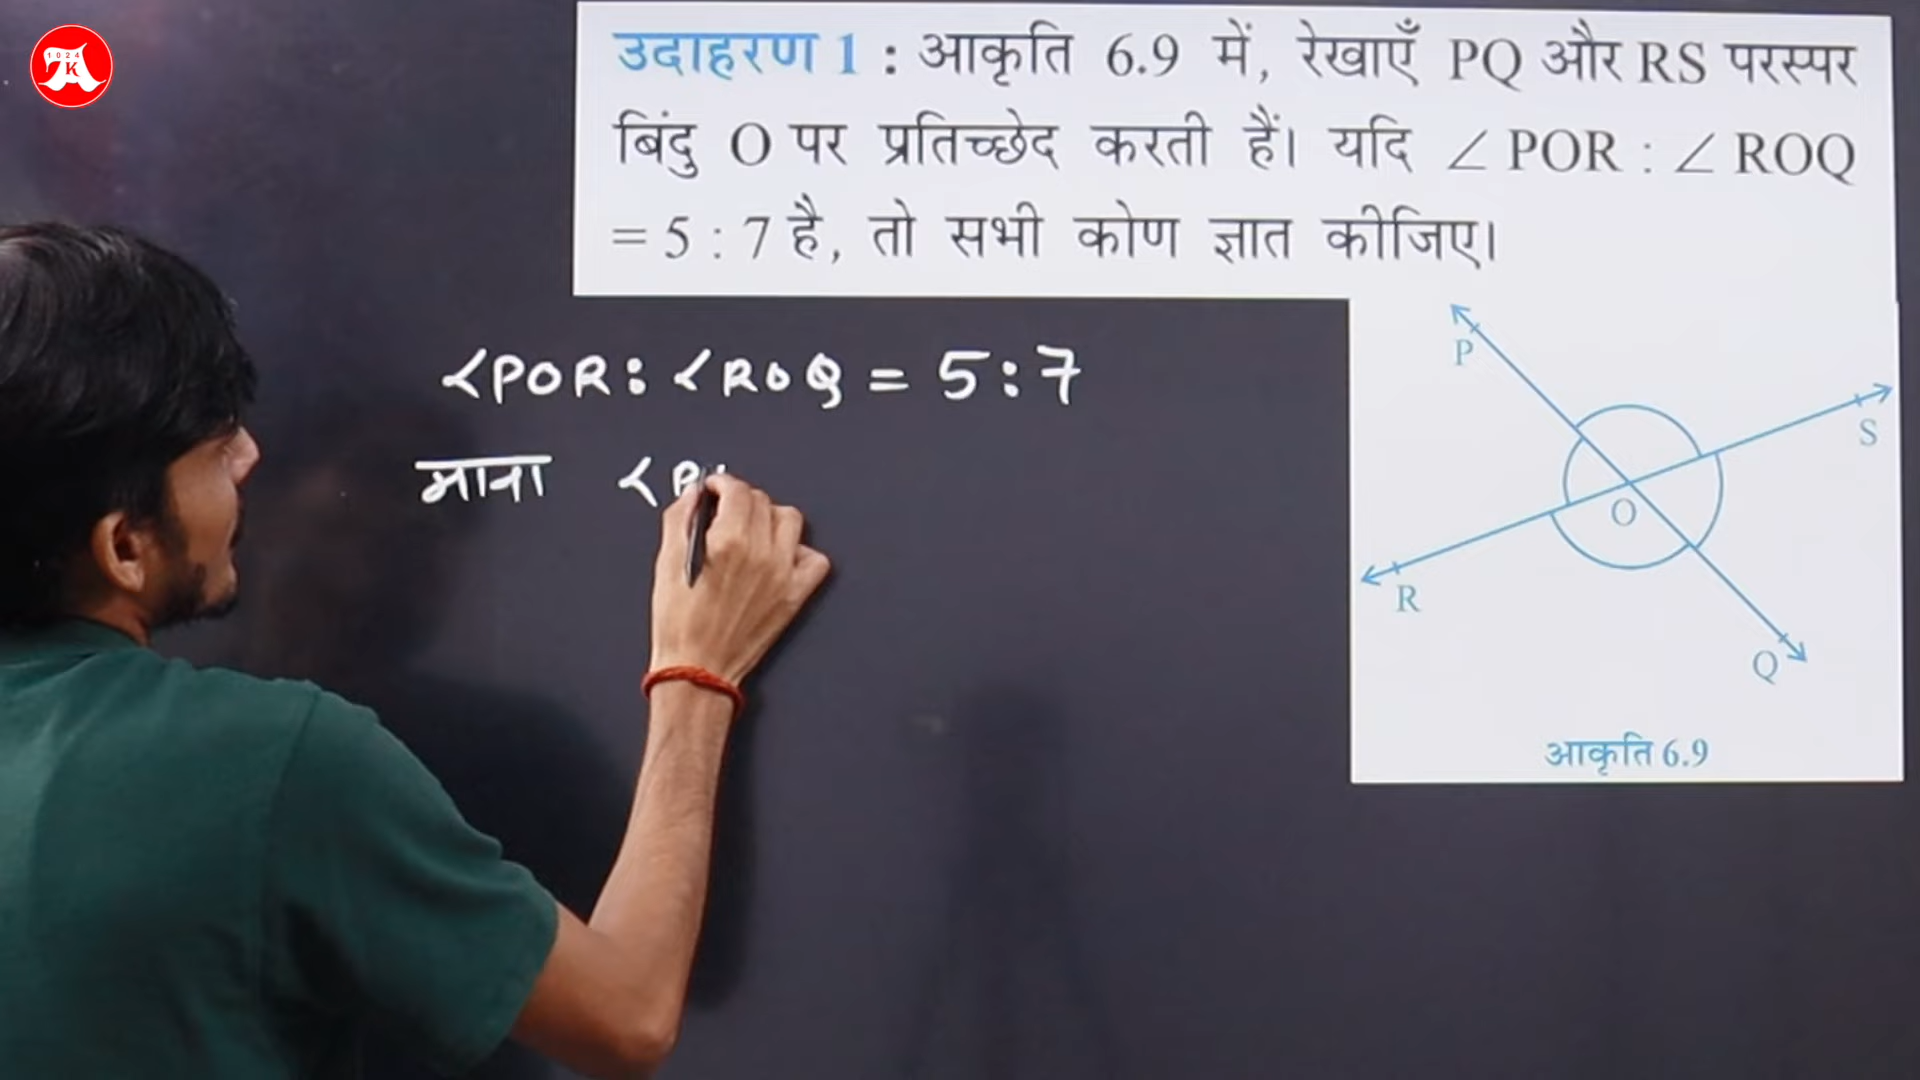 1024
K
उदाहरण 1 : आकृति 6.9 में, रेखाएँ PQ और RS परस्पर
बिंदु O पर प्रतिच्छेद करती हैं। यदि ∠ POR : ∠ ROQ
= 5 : 7 है, तो सभी कोण ज्ञात कीजिए।
∠POR : ∠ROQ = 5 : 7
माना ∠P
P
S
O
R
Q
आकृति 6.9